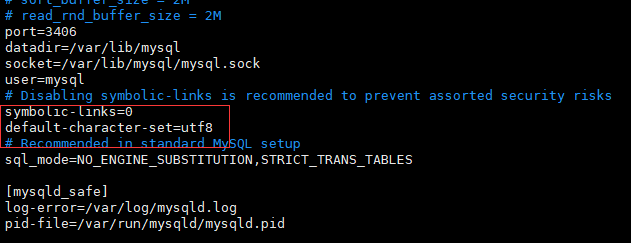 # sort_buffer_size = 2M
# read_rnd_buffer_size = 2M
port=3406
datadir=/var/lib/mysql
socket=/var/lib/mysql/mysql.sock
user=mysql
# Disabling symbolic-links is recommended to prevent assorted security risks
symbolic-links=0
default-character-set=utf8
# Recommended in standard MySQL setup
sql_mode=NO_ENGINE_SUBSTITUTION,STRICT_TRANS_TABLES
[mysqld_safe]
log-error=/var/log/mysqld.log
pid-file=/var/run/mysqld/mysqld.pid